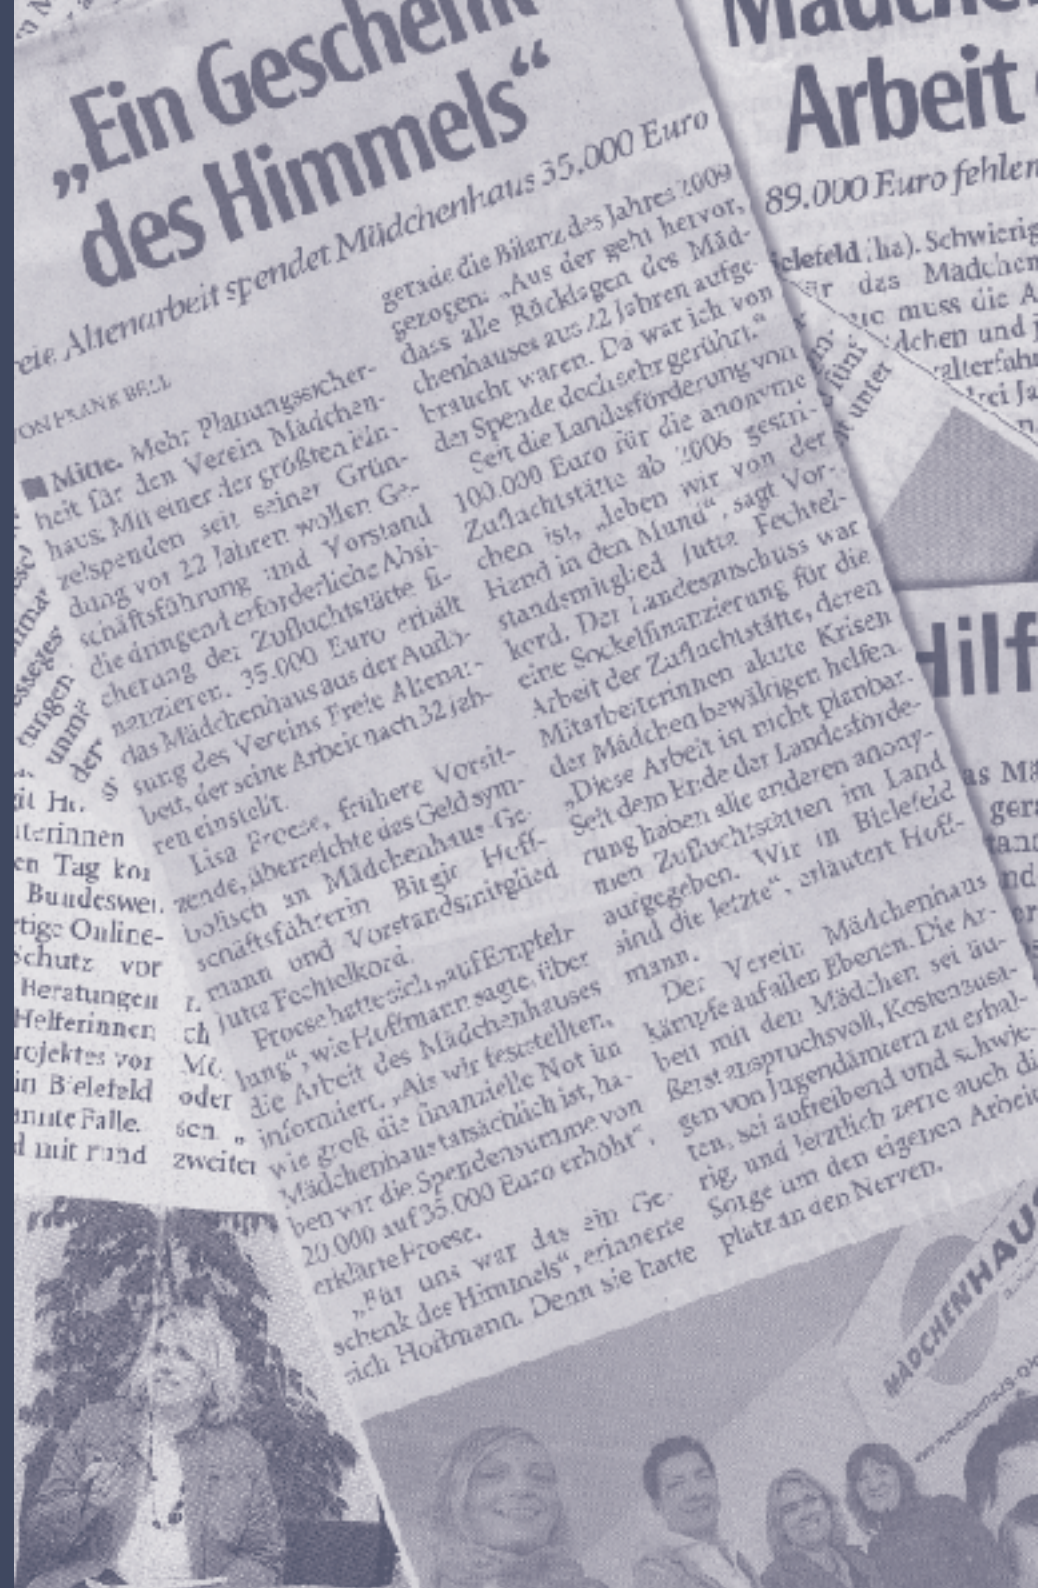 „Ein Geschenk
des Himmels“
Freie Altenarbeit spendet Mädchenhaus 35.000 Euro
VON FRANK BELL
■ Mitte. Mehr Planungssicher-
heit für den Verein Mädchen-
haus: Mit einer der größten Ein-
zelspenden seit seiner Grün-
dung vor 22 Jahren wollen Ge-
schäftsführung und Vorstand
die dringend erforderliche Absi-
cherung der Zufluchtstätte fi-
nanzieren. 35.000 Euro erhält
das Mädchenhaus aus der Auflö-
sung des Vereins Freie Altenar-
beit, der seine Arbeit nach 32 Jah-
ren einstellt.
Lisa Froese, frühere Vorsit-
zende, überreichte das Geld sym-
bolisch an Mädchenhaus-Ge-
schäftsführerin Birgit Hoff-
mann und Vorstandsmitglied
Jutta Fechtelkord.
Froese hatte sich „auf Empfeh-
lung“, wie Hoffmann sagte, über
die Arbeit des Mädchenhauses
informiert. „Als wir feststellten,
wie groß die finanzielle Not im
Mädchenhaus tatsächlich ist, ha-
ben wir die Spendensumme von
20.000 auf 35.000 Euro erhöht“,
erklärte Froese.
„Für uns war das ein Ge-
schenk des Himmels“, erinnerte
sich Hoffmann. Denn sie hatte
gerade die Bilanz des Jahres 2009
gezogen: „Aus der geht hervor,
dass alle Rücklagen des Mäd-
chenhauses aus 22 Jahren aufge-
braucht waren. Da war ich von
der Spende doch sehr gerührt.“
Seit die Landesförderung von
100.000 Euro für die anonyme
Zufluchtstätte ab 2006 gestri-
chen ist, „leben wir von der
Hand in den Mund“, sagt Vor-
standsmitglied Jutta Fechtel-
kord. Der Landeszuschuss war
eine Sockelfinanzierung für die
Arbeit der Zufluchtstätte, deren
Mitarbeiterinnen akute Krisen
der Mädchen bewältigen helfen.
„Diese Arbeit ist nicht planbar.
Seit dem Ende der Landesförde-
rung haben alle anderen anony-
men Zufluchtstätten im Land
aufgegeben. Wir in Bielefeld
sind die letzte“, erläutert Hoff-
mann.
Der Verein Mädchenhaus
kämpfe auf allen Ebenen. Die Ar-
beit mit den Mädchen sei äu-
ßerst anspruchsvoll, Kostenzusa-
gen von Jugendämtern zu erhal-
ten, sei aufreibend und schwie-
rig, und letztlich zerre auch die
Sorge um den eigenen Arbeits-
platz an den Nerven.
Arbeit
89.000 Euro fehlen
(ha). Schwierig
das Mädchen
muss die A
und
unter
Hilf
der
en Tag
Online-
Schutz vor
Beratungen
Helferinnen
vor
in Bielefeld
Fälle.
mit rund
oder
zweiter
MÄDCHENHAUS